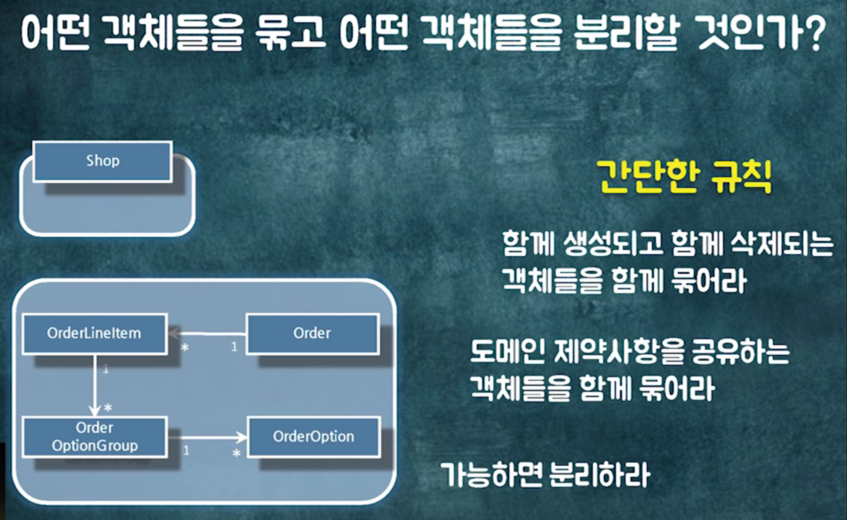 어떤 객체들을 묶고 어떤 객체들을 분리할 것인가?
Shop
간단한 규칙
함께 생성되고 함께 삭제되는
객체들을 함께 묶어라
OrderLineItem
Order
*
1
도메인 제약사항을 공유하는
객체들을 함께 묶어라
1
*
Order
OptionGroup
OrderOption
1
*
가능하면 분리하라